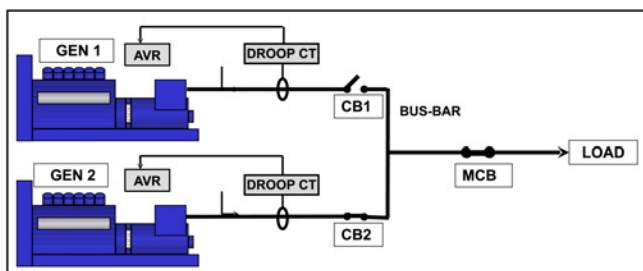 GEN 1
AVR
DROOP CT
CB1
BUS-BAR
LOAD
MCB
GEN 2
AVR
DROOP CT
CB2